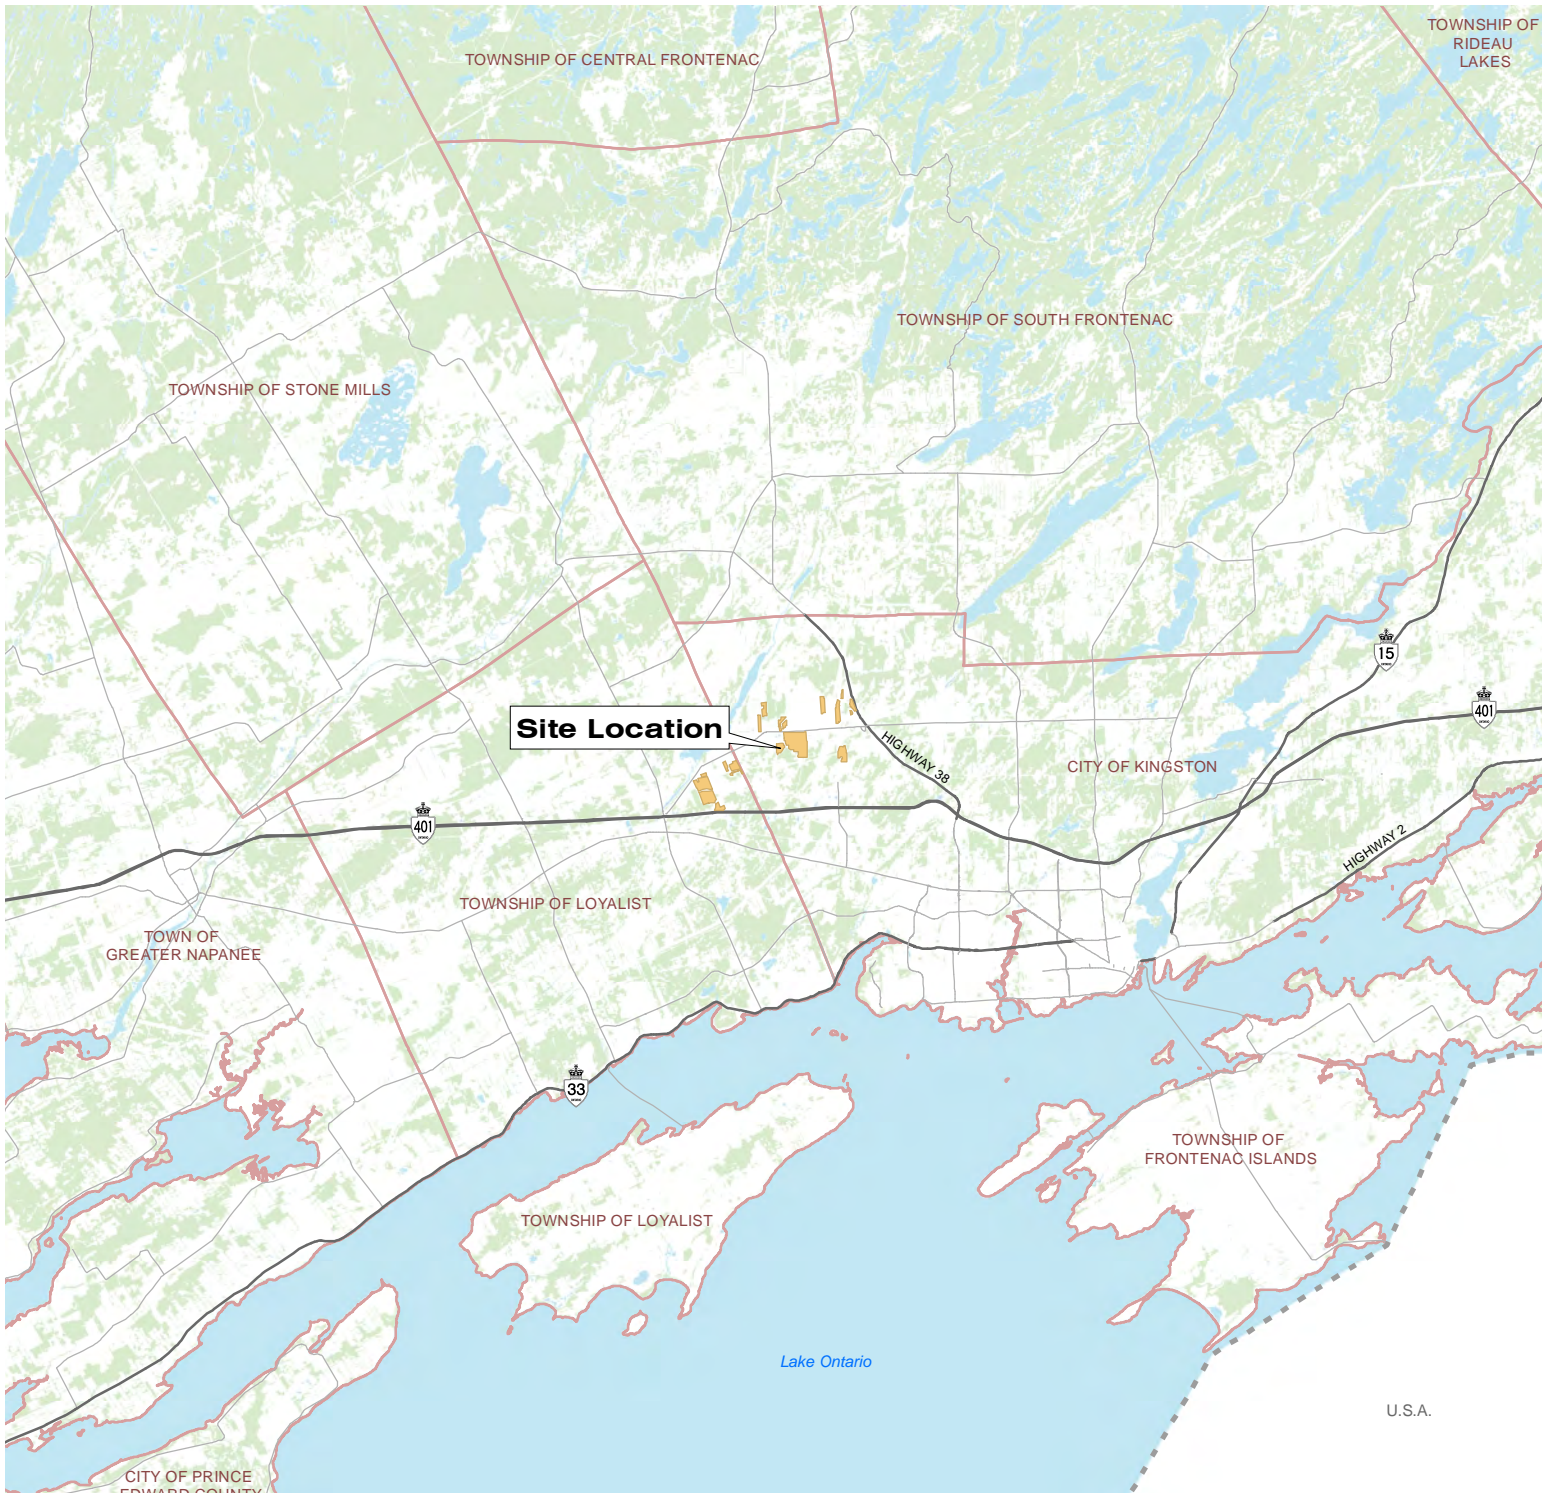 TOWNSHIP OF
RIDEAU
LAKES
TOWNSHIP OF CENTRAL FRONTENAC
TOWNSHIP OF SOUTH FRONTENAC
TOWNSHIP OF STONE MILLS
15
401
Site Location
HIGHWAY 38
CITY OF KINGSTON
401
HIGHWAY 2
TOWNSHIP OF LOYALIST
TOWN OF
GREATER NAPANEE
33
TOWNSHIP OF
FRONTENAC ISLANDS
TOWNSHIP OF LOYALIST
Lake Ontario
U.S.A.
CITY OF PRINCE
EDWARD COUNTY